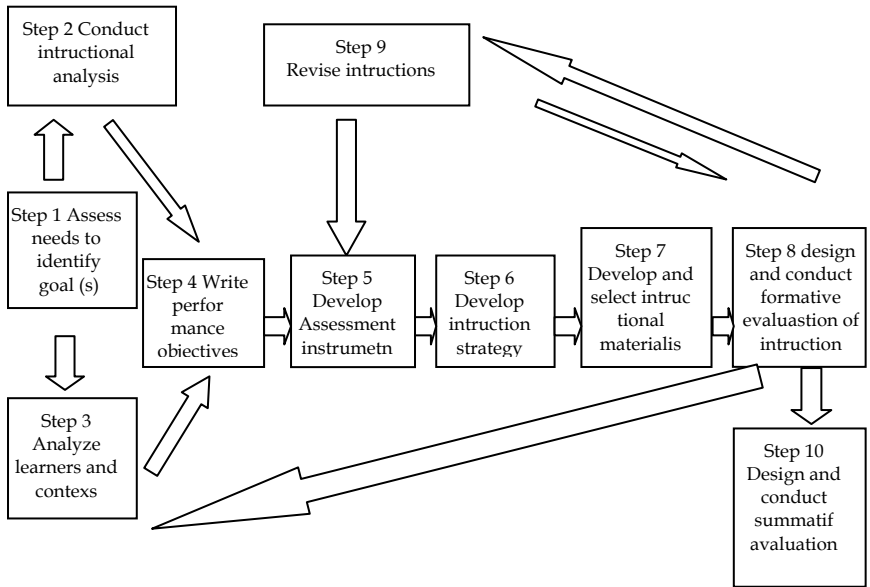 Step 2 Conduct
intructional
analysis
Step 9
Revise intructions
Step 1 Assess
needs to
identify
goal (s)
Step 4 Write
perfor
mance
objectives
Step 5
Develop
Assessment
instrumetn
Step 6
Develop
intruction
strategy
Step 7
Develop and
select intruc
tional
materialis
Step 8 design
and conduct
formative
evaluastion of
intruction
Step 3
Analyze
learners and
contexs
Step 10
Design and
conduct
summatif
avaluation